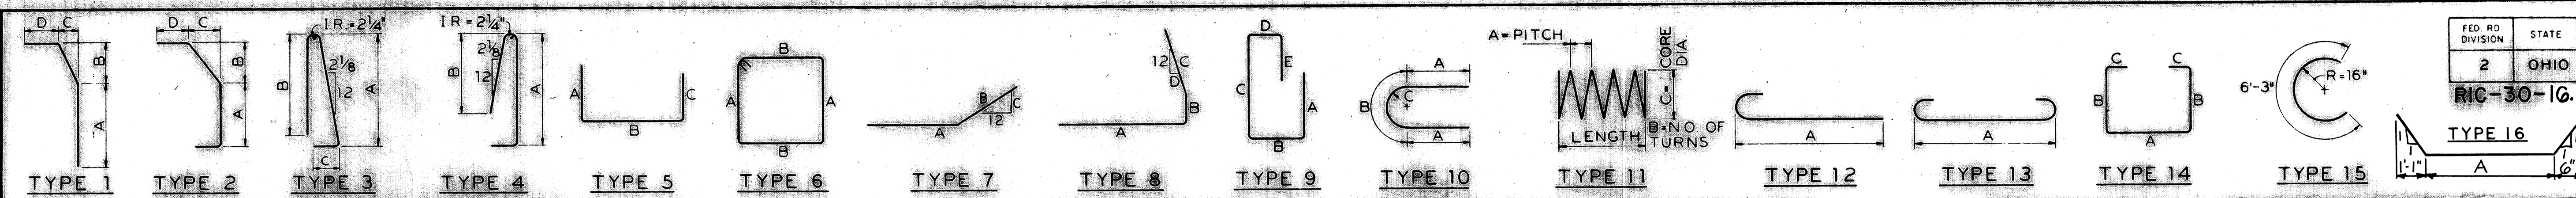 D C
B
A
TYPE 1
D C
B
A
TYPE 2
I.R.=2¼"
B
2⅛
12
A
C
TYPE 3
I R=2¼"
B
2⅛
12
A
TYPE 4
A
B
C
TYPE 5
B
A
A
B
TYPE 6
A
B
C
12
TYPE 7
12
C
D
B
A
TYPE 8
D
E
C
A
B
TYPE 9
A
B
C
A
TYPE 10
A=PITCH
C= CORE DIA.
LENGTH
B=NO. OF
TURNS
TYPE 11
A
TYPE 12
A
TYPE 13
C C
B
B
A
TYPE 14
6'-3"
R=16"
TYPE 15
FED. RD DIVISION
STATE
2
OHIO
RIC-30-16.
TYPE 16
1'-1"
A
6"